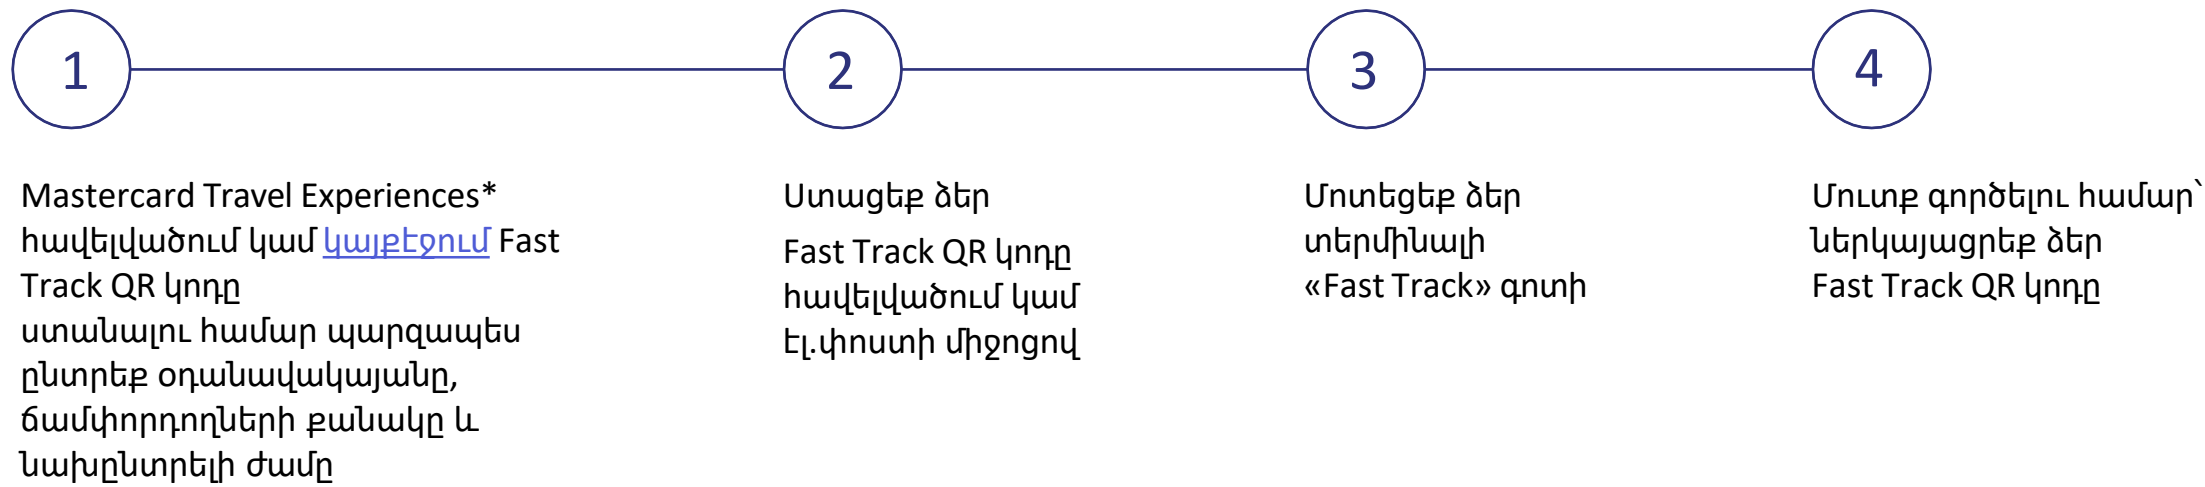 1
Mastercard Travel Experiences*
հավելվածում կամ կայքէջում Fast
Track QR կոդը
ստանալու համար պարզապես
ընտրեք օդանավակայանը,
ճամփորդողների քանակը և
նախընտրելի ժամը
2
Ստացեք ձեր
Fast Track QR կոդը
հավելվածում կամ
էլ.փոստի միջոցով
3
Մոտեցեք ձեր
տերմինալի
«Fast Track» գոտի
4
Մուտք գործելու համար՝
ներկայացրեք ձեր
Fast Track QR կոդը